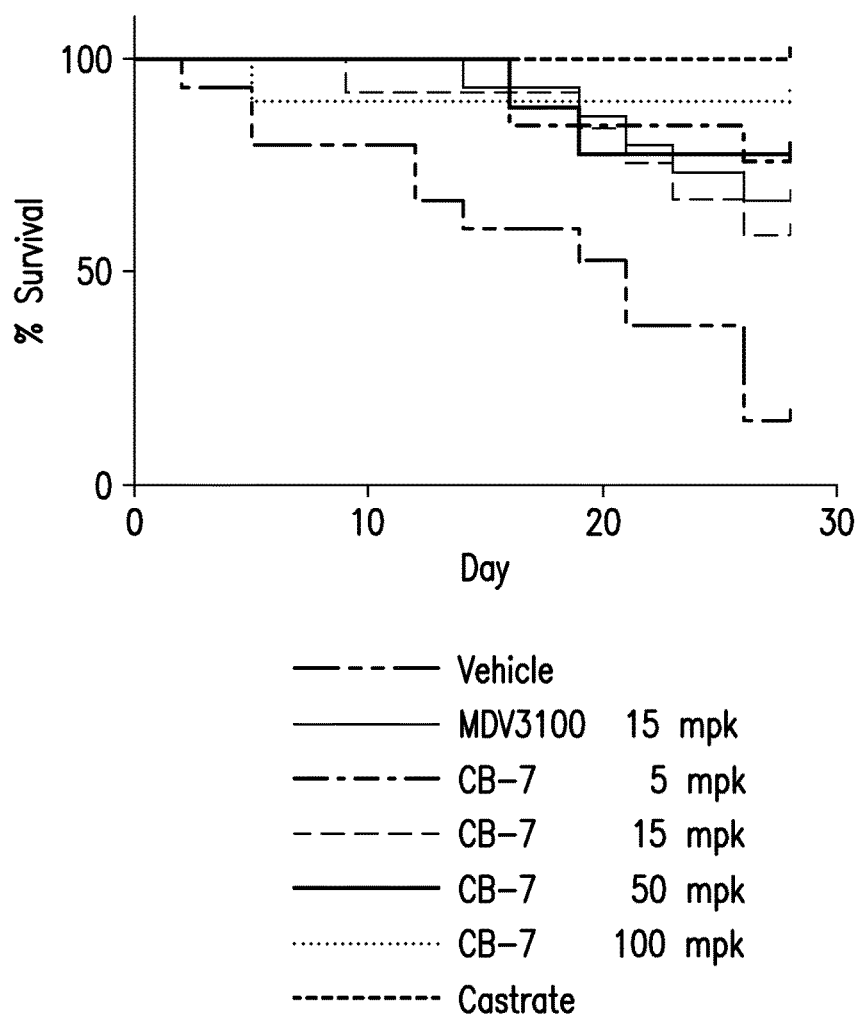 100
50
0
% Survival
0 10 20 30
Day
Vehicle
MDV3100 15 mpk
CB-7 5 mpk
CB-7 15 mpk
CB-7 50 mpk
CB-7 100 mpk
Castrate